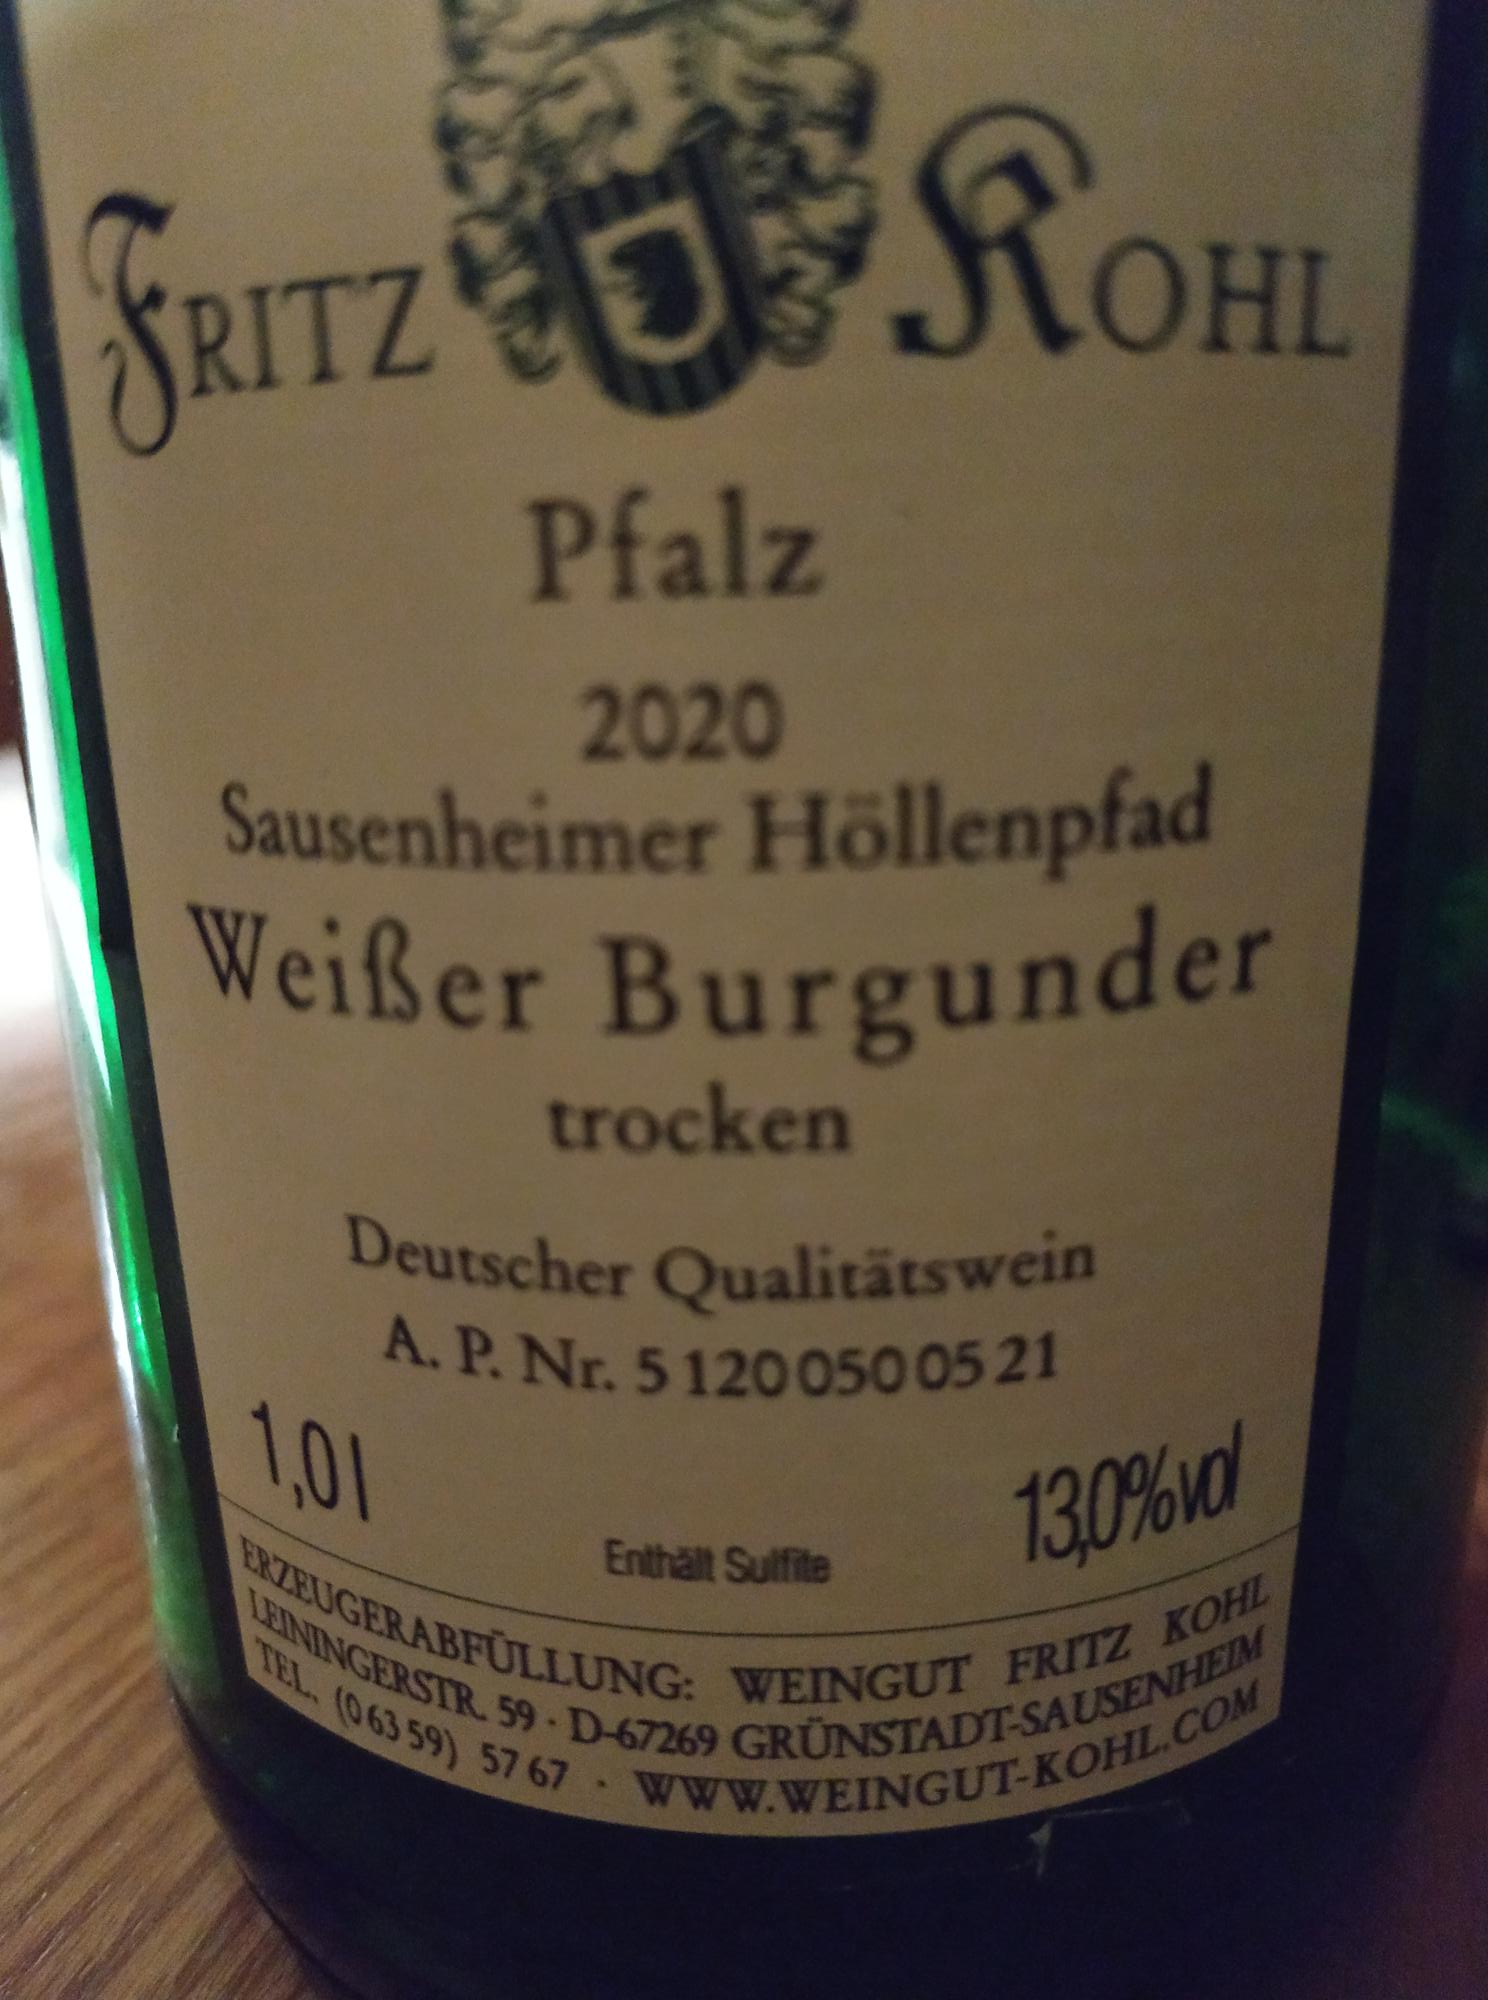 FRITZ KOHL
Pfalz
2020
Sausenheimer Höllenpfad
Weißer Burgunder
trocken
Deutscher Qualitätswein
A. P. Nr. 5 120 050 05 21
1,0 l
13,0%vol
Enthält Sulfite
ERZEUGERABFÜLLUNG: WEINGUT FRITZ KOHL
LEININGERSTR. 59 · D-67269 GRÜNSTADT-SAUSENHEIM
TEL. (0 63 59) 57 67 · WWW.WEINGUT-KOHL.COM